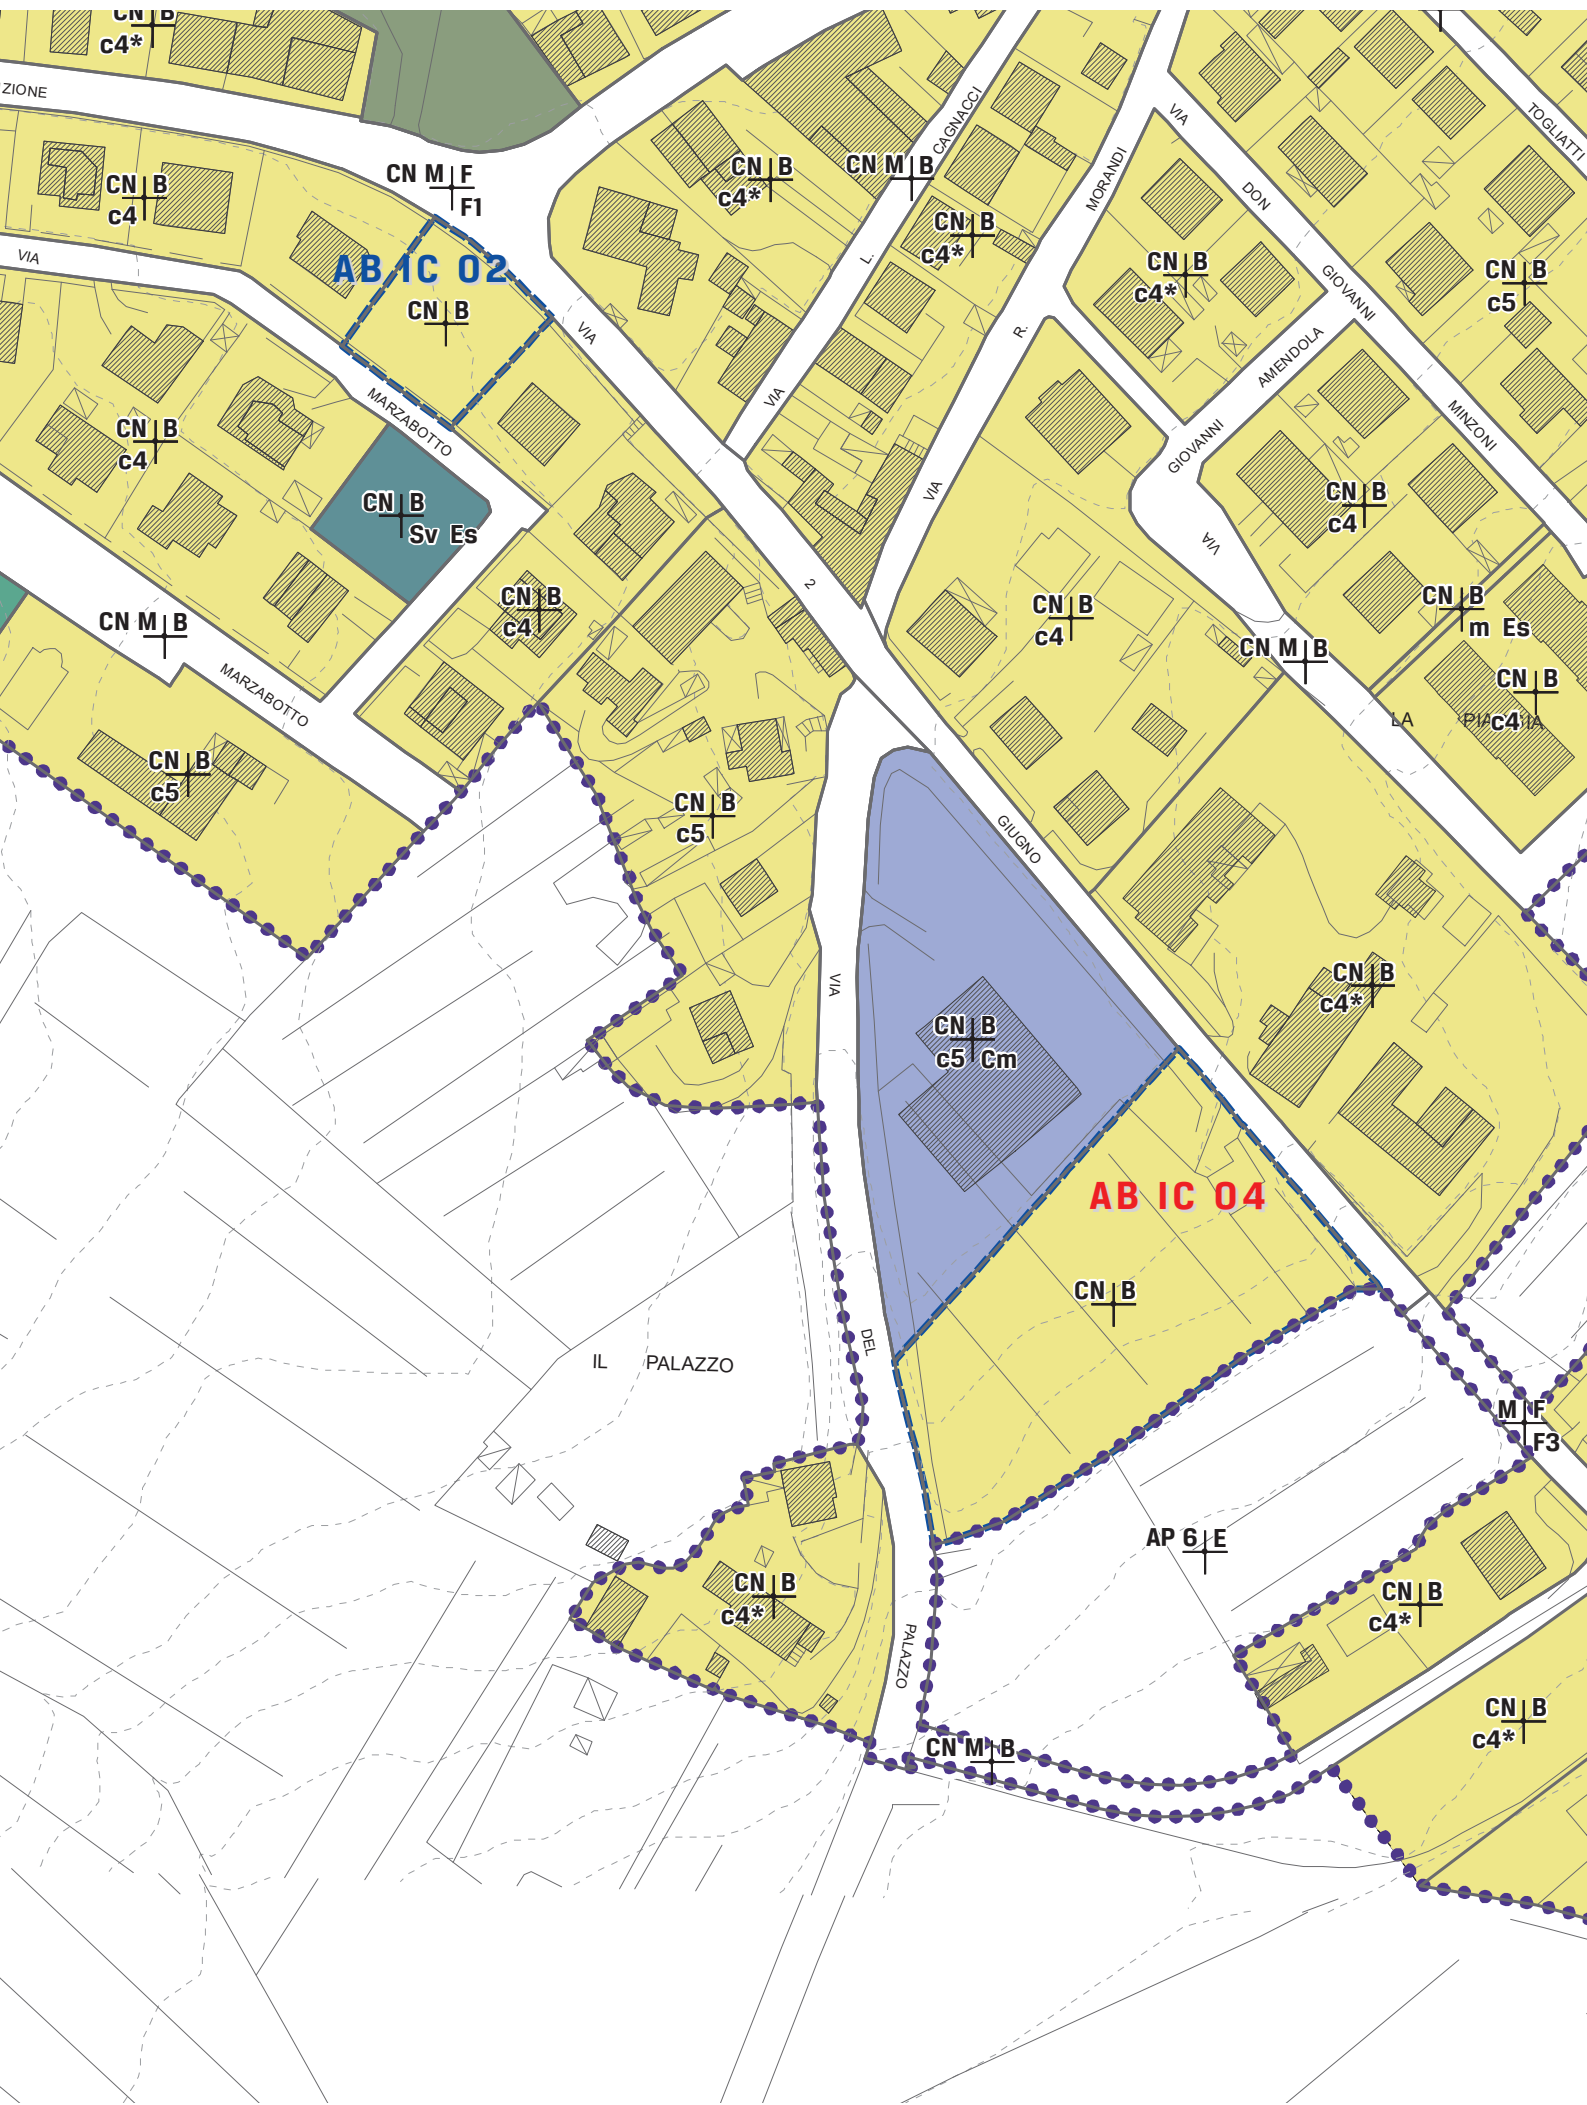 CN B
c4*
ZIONE
CN M F
F1
CN B
c4
CN B
c4*
CN M B
CAGNACCI
L.
VIA
CN B
c4*
MORANDI
R.
VIA
VIA
DON
GIOVANNI
MINZONI
TOGLIATTI
CN B
c4*
CN B
c5
VIA
AB IC 02
CN B
VIA
2
GIUGNO
MARZABOTTO
AMENDOLA
GIOVANNI
VIA
CN B
c4
CN B
Sv Es
CN B
c4
CN B
c4
CN B
c4
CN B
m Es
CN M B
CN M B
MARZABOTTO
CN B
c4
LA
CN B
c5
CN B
c5
VIA
DEL
PALAZZO
CN B
c4*
CN B
c5 Cm
AB IC 04
CN B
IL PALAZZO
M F
F3
AP 6 E
CN B
c4*
CN B
c4*
CN B
c4*
CN M B